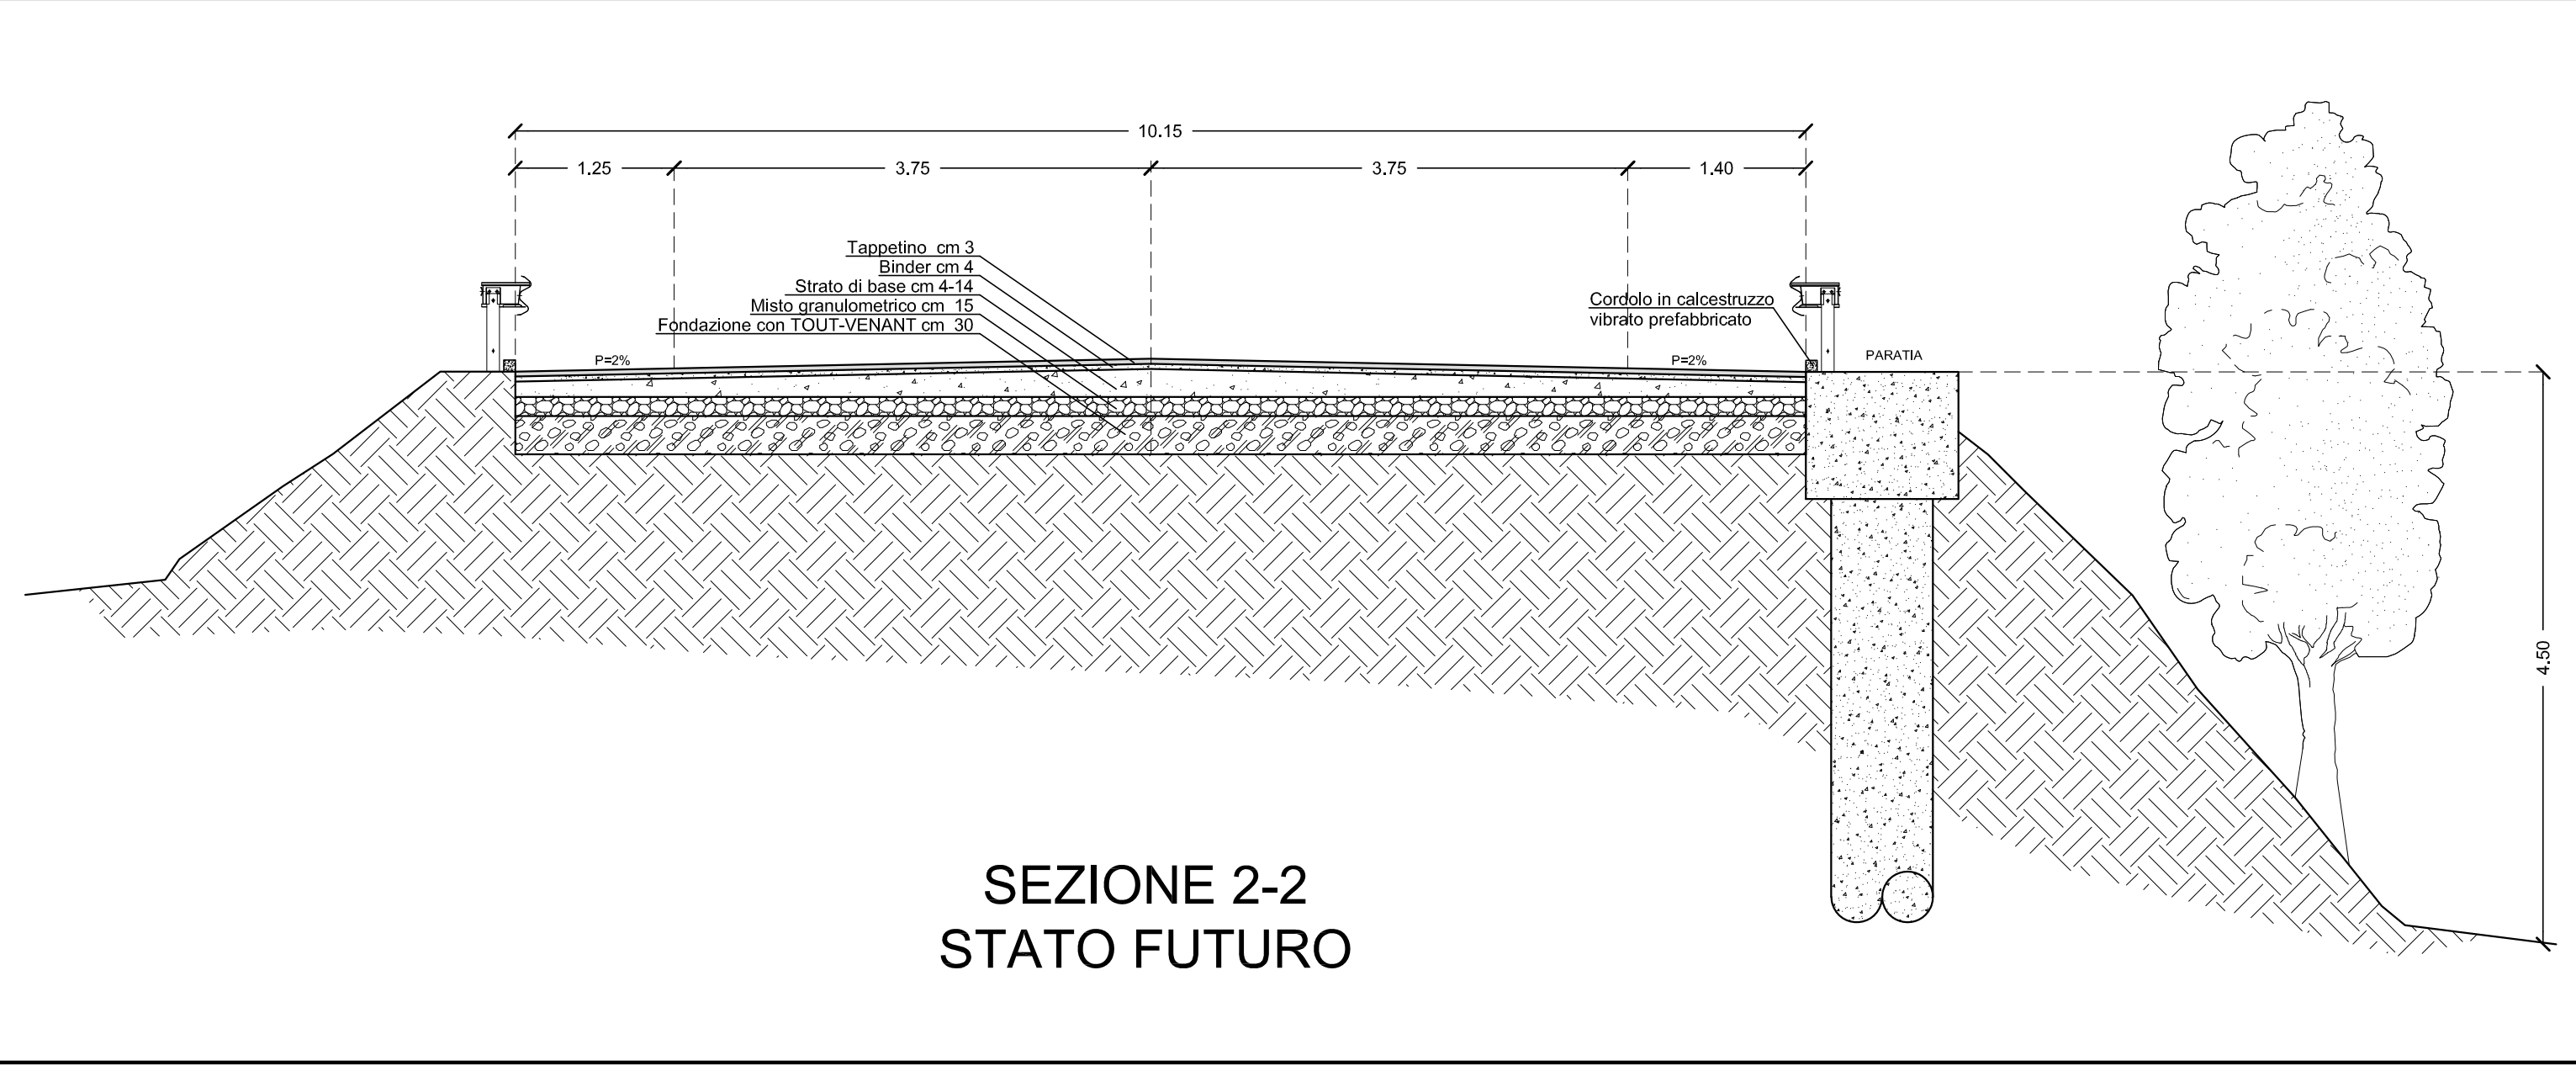 10.15
1.25 3.75 3.75 1.40
Tappetino cm 3
Binder cm 4
Strato di base cm 4-14
Misto granulometrico cm 15
Fondazione con TOUT-VENANT cm 30
Cordolo in calcestruzzo
vibrato prefabbricato
P=2%
P=2%
PARATIA
4.50
SEZIONE 2-2
STATO FUTURO